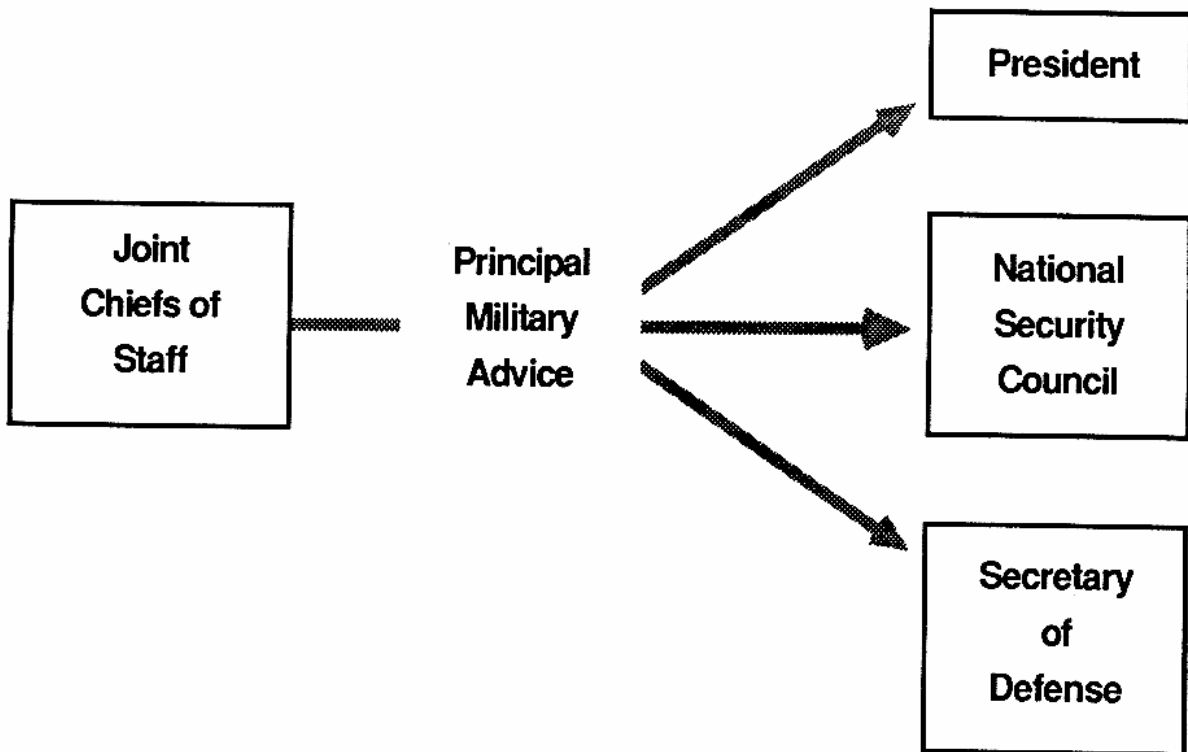 Joint
Chiefs of
Staff
Principal
Military
Advice
President
National
Security
Council
Secretary
of
Defense